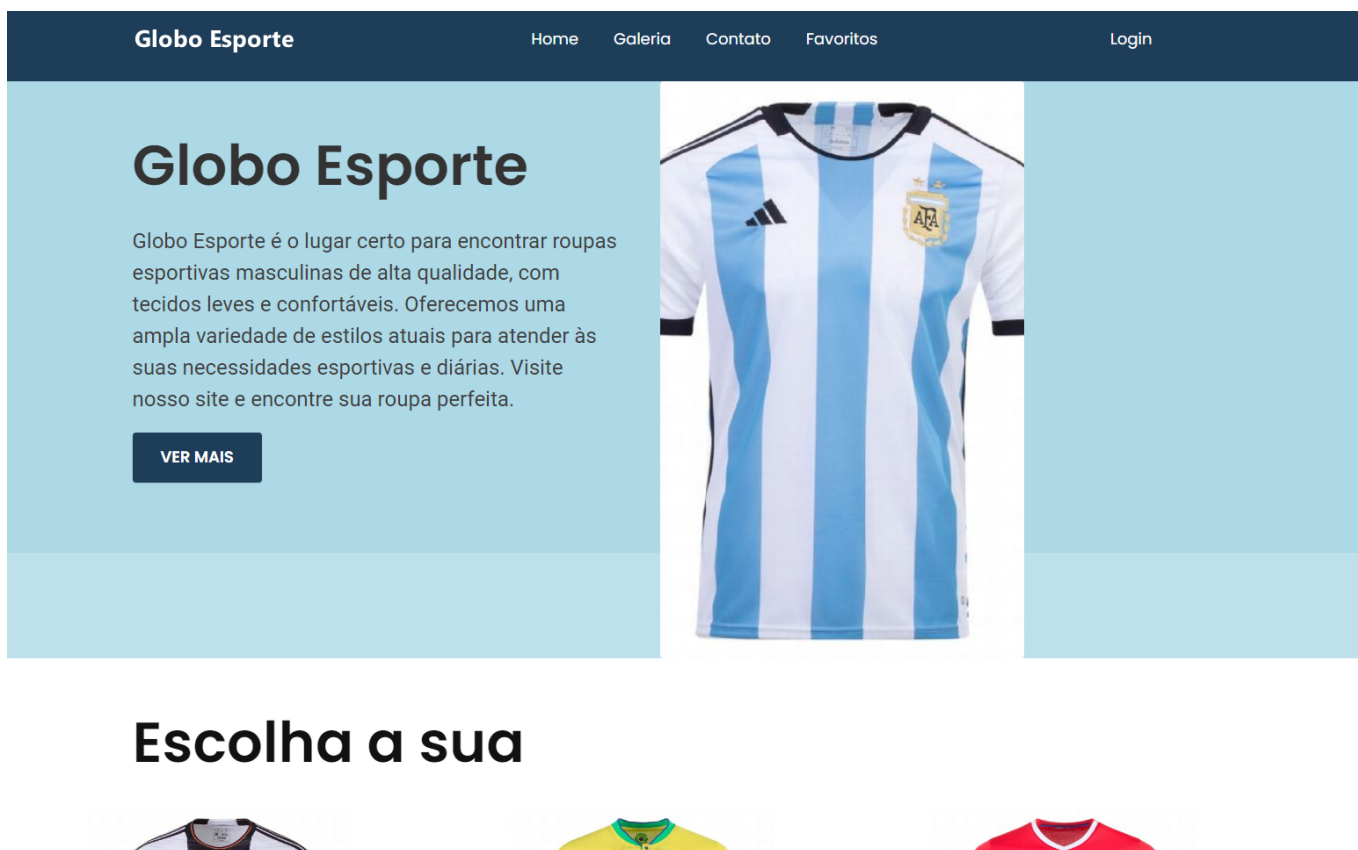 Globo Esporte
Home
Galeria
Contato
Favoritos
Login
Globo Esporte
Globo Esporte é o lugar certo para encontrar roupas
esportivas masculinas de alta qualidade, com
tecidos leves e confortáveis. Oferecemos uma
ampla variedade de estilos atuais para atender às
suas necessidades esportivas e diárias. Visite
nosso site e encontre sua roupa perfeita.
VER MAIS
AFA
Escolha a sua